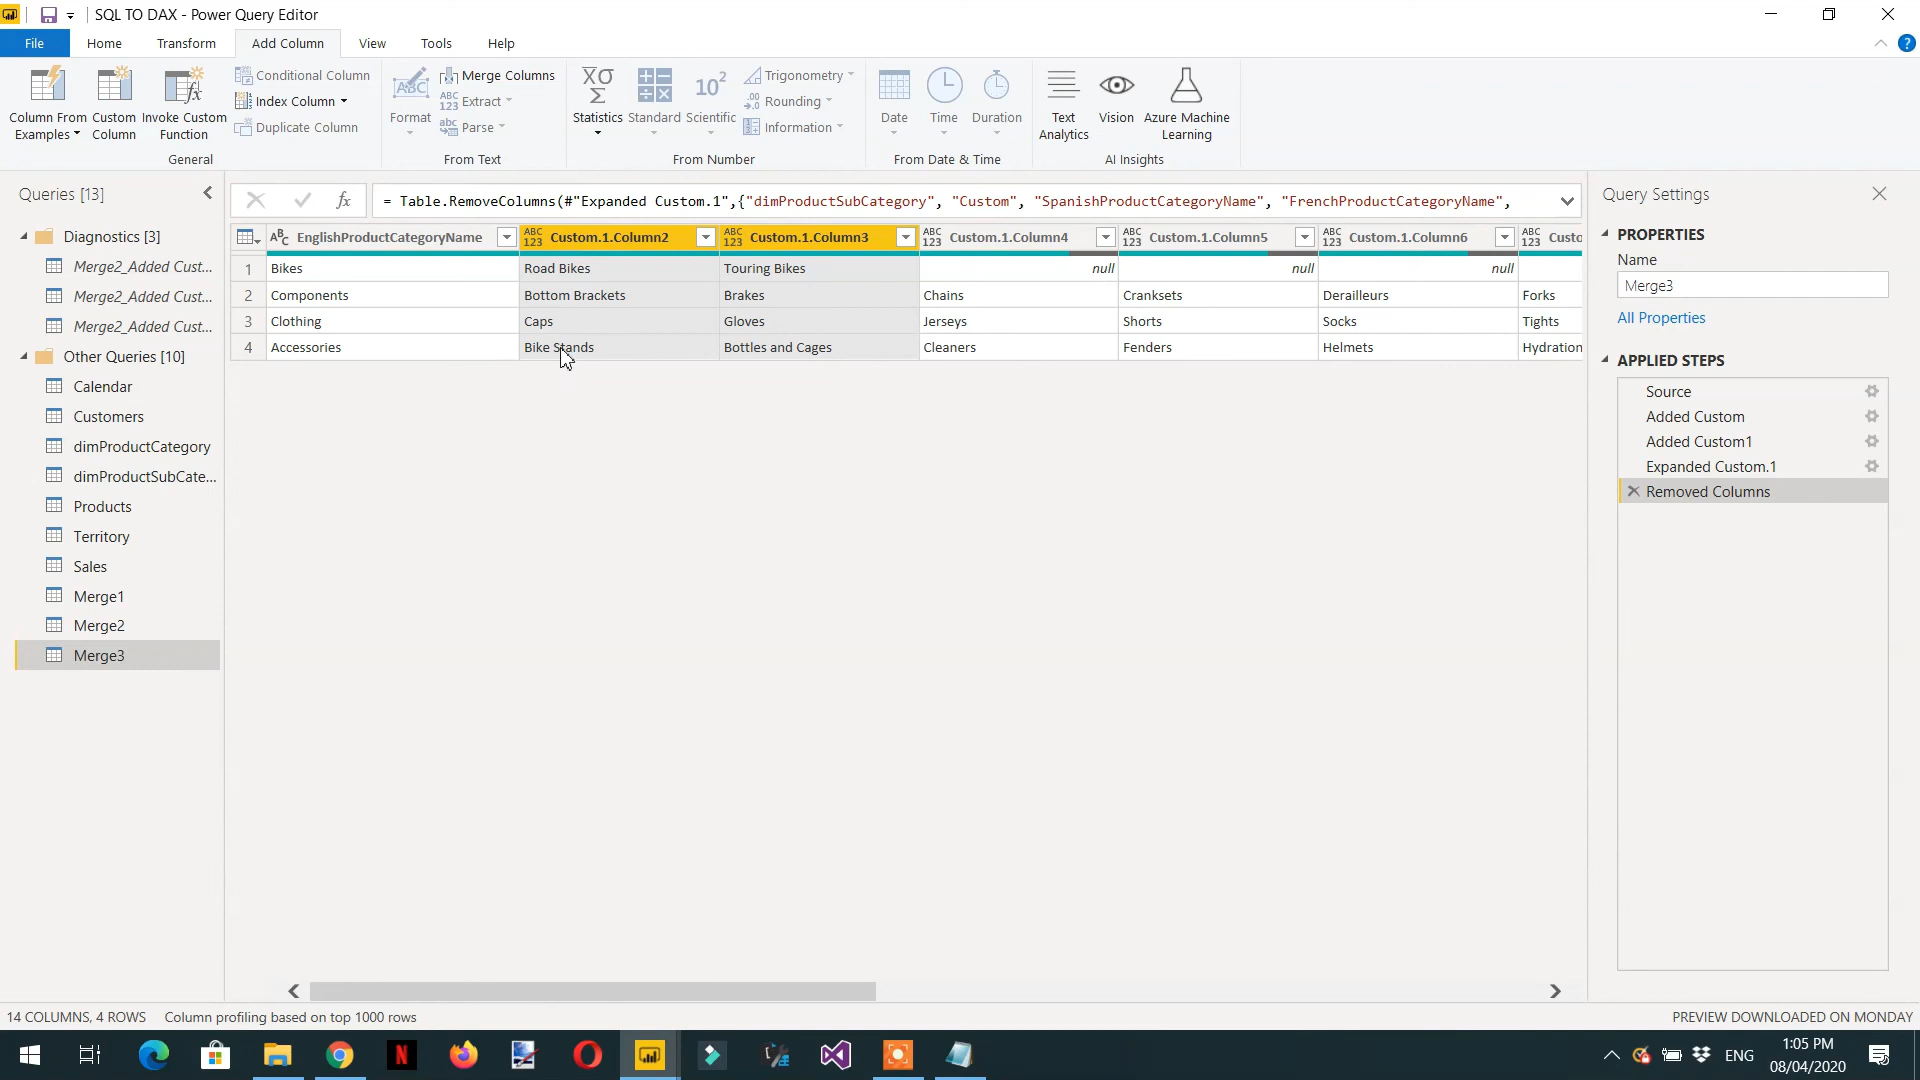 SQL TO DAX - Power Query Editor
File Home Transform Add Column View Tools Help
Column From Examples
Custom Column
Invoke Custom Function
Conditional Column
Index Column
Duplicate Column
General
Format
Merge Columns
Extract
Parse
From Text
Statistics
Standard
Scientific
Trigonometry
Rounding
Information
From Number
Date
Time
Duration
From Date & Time
Text Analytics
Vision
Azure Machine Learning
AI Insights
Queries [13]
Diagnostics [3]
Merge2_Added Cust...
Merge2_Added Cust...
Merge2_Added Cust...
Other Queries [10]
Calendar
Customers
dimProductCategory
dimProductSubCate...
Products
Territory
Sales
Merge1
Merge2
Merge3
= Table.RemoveColumns(#"Expanded Custom.1",{"dimProductSubCategory", "Custom", "SpanishProductCategoryName", "FrenchProductCategoryName",
EnglishProductCategoryName Custom.1.Column2 Custom.1.Column3 Custom.1.Column4 Custom.1.Column5 Custom.1.Column6 Custo
1 Bikes Road Bikes Touring Bikes null null null
2 Components Bottom Brackets Brakes Chains Cranksets Derailleurs Forks
3 Clothing Caps Gloves Jerseys Shorts Socks Tights
4 Accessories Bike Stands Bottles and Cages Cleaners Fenders Helmets Hydration
Query Settings
PROPERTIES
Name
Merge3
All Properties
APPLIED STEPS
Source
Added Custom
Added Custom1
Expanded Custom.1
Removed Columns
14 COLUMNS, 4 ROWS Column profiling based on top 1000 rows PREVIEW DOWNLOADED ON MONDAY
ENG
1:05 PM
08/04/2020